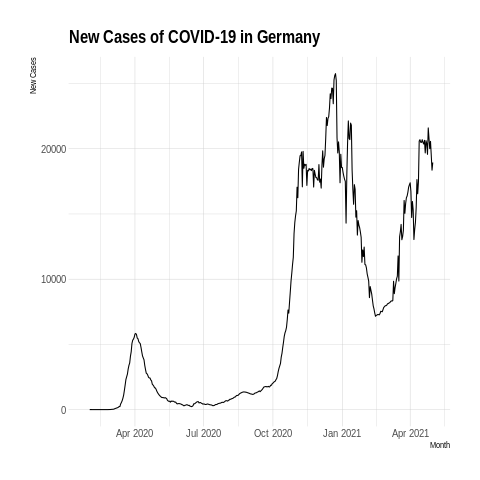 New Cases of COVID-19 in Germany
New Cases
20000
10000
0
Apr 2020
Jul 2020
Oct 2020
Jan 2021
Apr 2021
Month